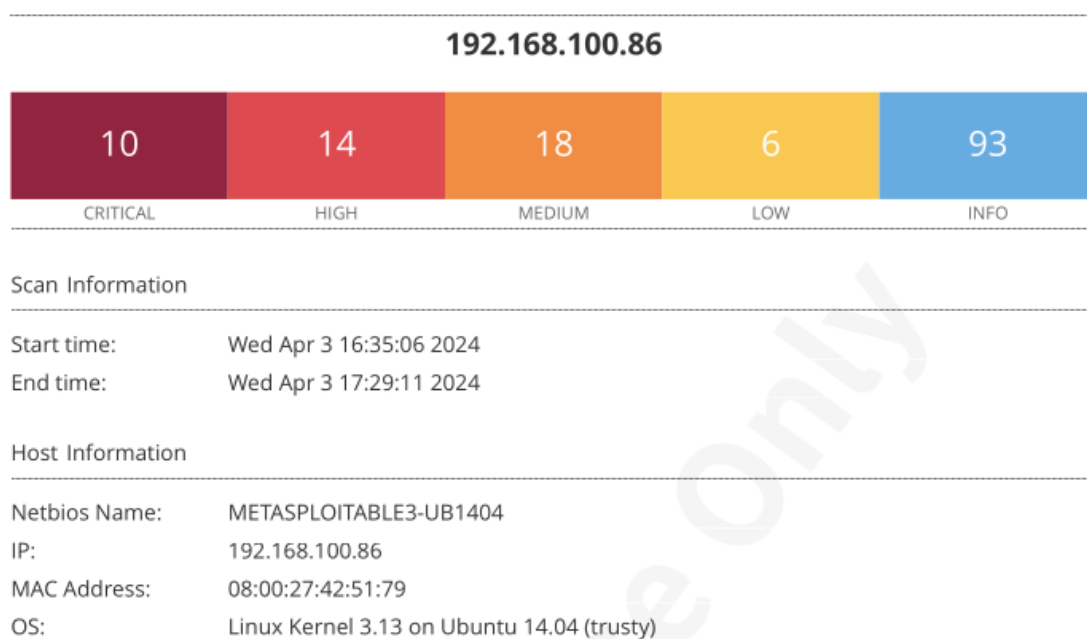 192.168.100.86
10 14 18 6 93
CRITICAL HIGH MEDIUM LOW INFO
Scan Information
Start time: Wed Apr 3 16:35:06 2024
End time: Wed Apr 3 17:29:11 2024
Host Information
Netbios Name: METASPLOITABLE3-UB1404
IP: 192.168.100.86
MAC Address: 08:00:27:42:51:79
OS: Linux Kernel 3.13 on Ubuntu 14.04 (trusty)
Only